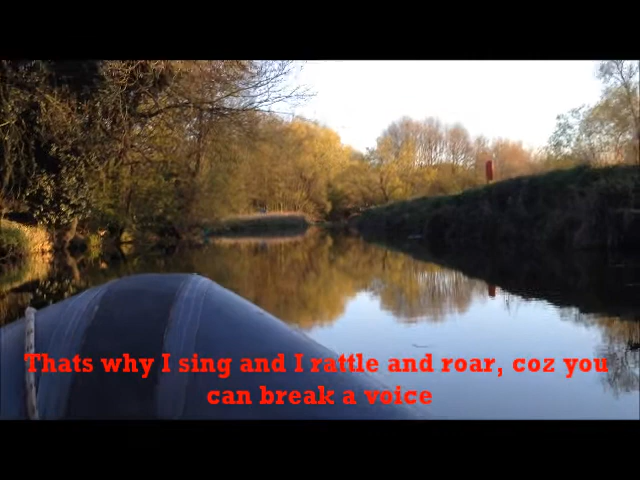 Thats why I sing and I rattle and roar, coz you
can break a voice